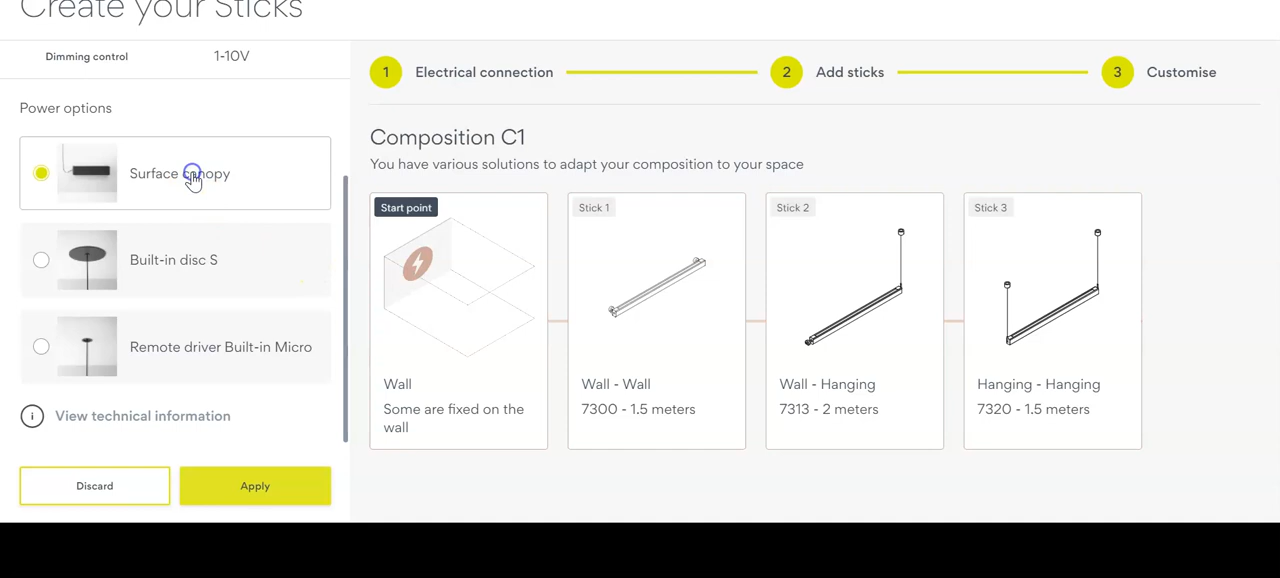 Create your Sticks
Dimming control 1-10V
Power options
Surface canopy
Built-in disc S
Remote driver Built-in Micro
i View technical information
Discard Apply
1 Electrical connection 2 Add sticks 3 Customise
Composition C1
You have various solutions to adapt your composition to your space
Start point
Wall
Some are fixed on the
wall
Stick 1
Wall - Wall
7300 - 1.5 meters
Stick 2
Wall - Hanging
7313 - 2 meters
Stick 3
Hanging - Hanging
7320 - 1.5 meters